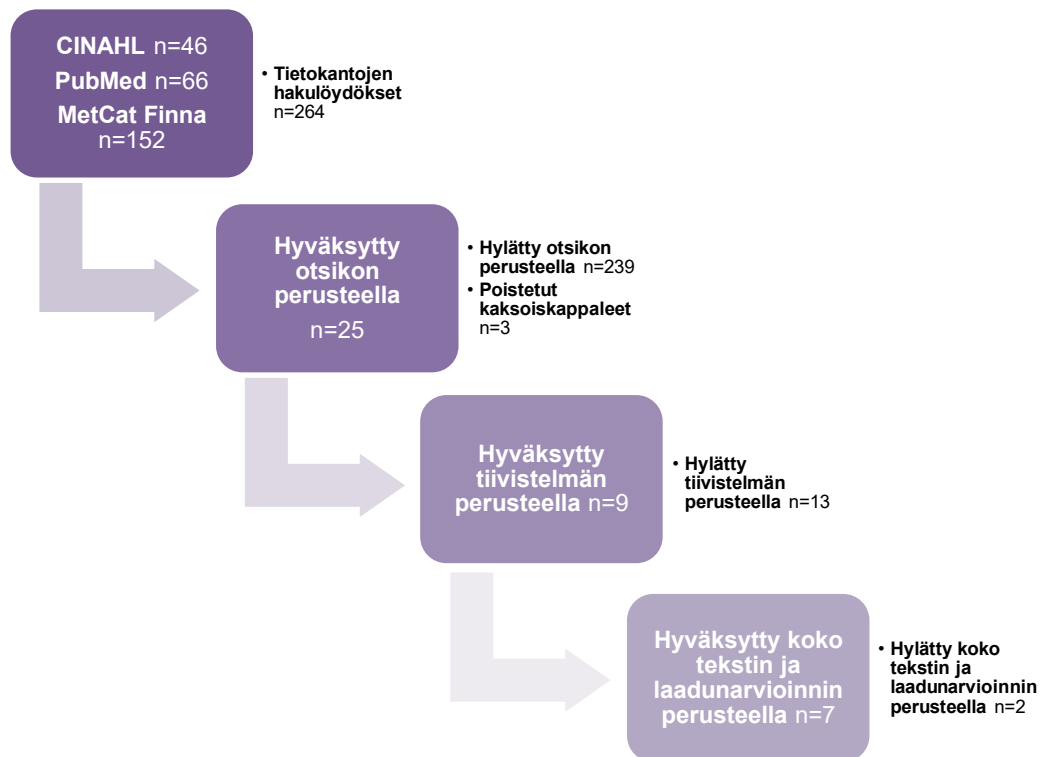 CINAHL n=46
PubMed n=66
MetCat Finna
n=152
• Tietokantojen
hakulöydökset
n=264
Hyväksytty
otsikon
perusteella
n=25
• Hylätty otsikon
perusteella n=239
• Poistetut
kaksoiskappaleet
n=3
Hyväksytty
tiivistelmän
perusteella n=9
• Hylätty
tiivistelmän
perusteella n=13
Hyväksytty koko
tekstin ja
laadunarvioinnin
perusteella n=7
• Hylätty koko
tekstin ja
laadunarvioinnin
perusteella n=2